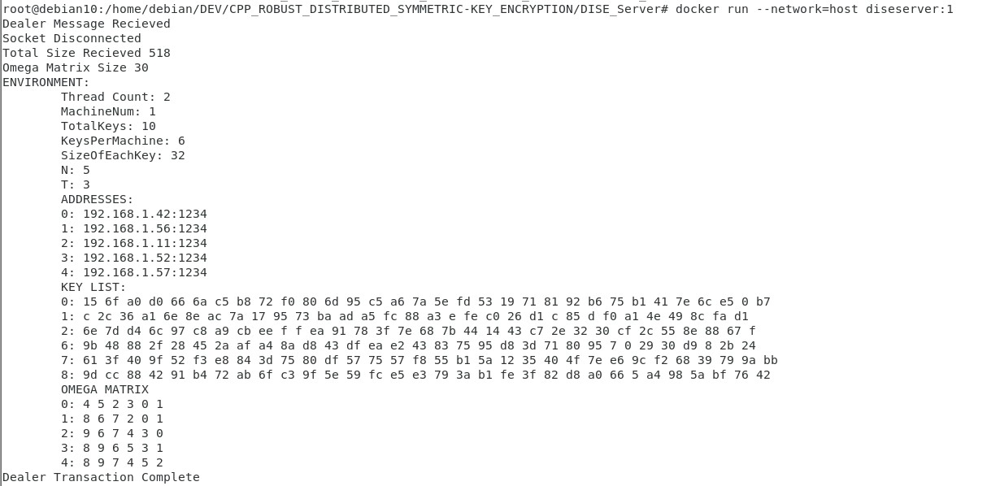 root@debian10:/home/debian/DEV/CPP_ROBUST_DISTRIBUTED_SYMMETRIC-KEY_ENCRYPTION/DISE_Server# docker run --network=host diseserver:1
Dealer Message Recieved
Socket Disconnected
Total Size Recieved 518
Omega Matrix Size 30
ENVIRONMENT:
Thread Count: 2
MachineNum: 1
TotalKeys: 10
KeysPerMachine: 6
SizeOfEachKey: 32
N: 5
T: 3
ADDRESSES:
0: 192.168.1.42:1234
1: 192.168.1.56:1234
2: 192.168.1.11:1234
3: 192.168.1.52:1234
4: 192.168.1.57:1234
KEY LIST:
0: 15 6f a0 d0 66 6a c5 b8 72 f0 80 6d 95 c5 a6 7a 5e fd 53 19 71 81 92 b6 75 b1 41 7e 6c e5 0 b7
1: c 2c 36 a1 6e 8e ac 7a 17 95 73 ba ad a5 fc 88 a3 e fe c0 26 d1 c 85 d f0 a1 4e 49 8c fa d1
2: 6e 7d d4 6c 97 c8 a9 cb ee f f ea 91 78 3f 7e 68 7b 44 14 43 c7 2e 32 30 cf 2c 55 8e 88 67 f
6: 9b 48 88 2f 28 45 2a af a4 8a d8 43 df ea e2 43 83 75 95 d8 3d 71 80 95 7 0 29 30 d9 8 2b 24
7: 61 3f 40 9f 52 f3 e8 84 3d 75 80 df 57 75 57 f8 55 b1 5a 12 35 40 4f 7e e6 9c f2 68 39 79 9a bb
8: 9d cc 88 42 91 b4 72 ab 6f c3 9f 5e 59 fc e5 e3 79 3a b1 fe 3f 82 d8 a0 66 5 a4 98 5a bf 76 42
OMEGA MATRIX
0: 4 5 2 3 0 1
1: 8 6 7 2 0 1
2: 9 6 7 4 3 0
3: 8 9 6 5 3 1
4: 8 9 7 4 5 2
Dealer Transaction Complete